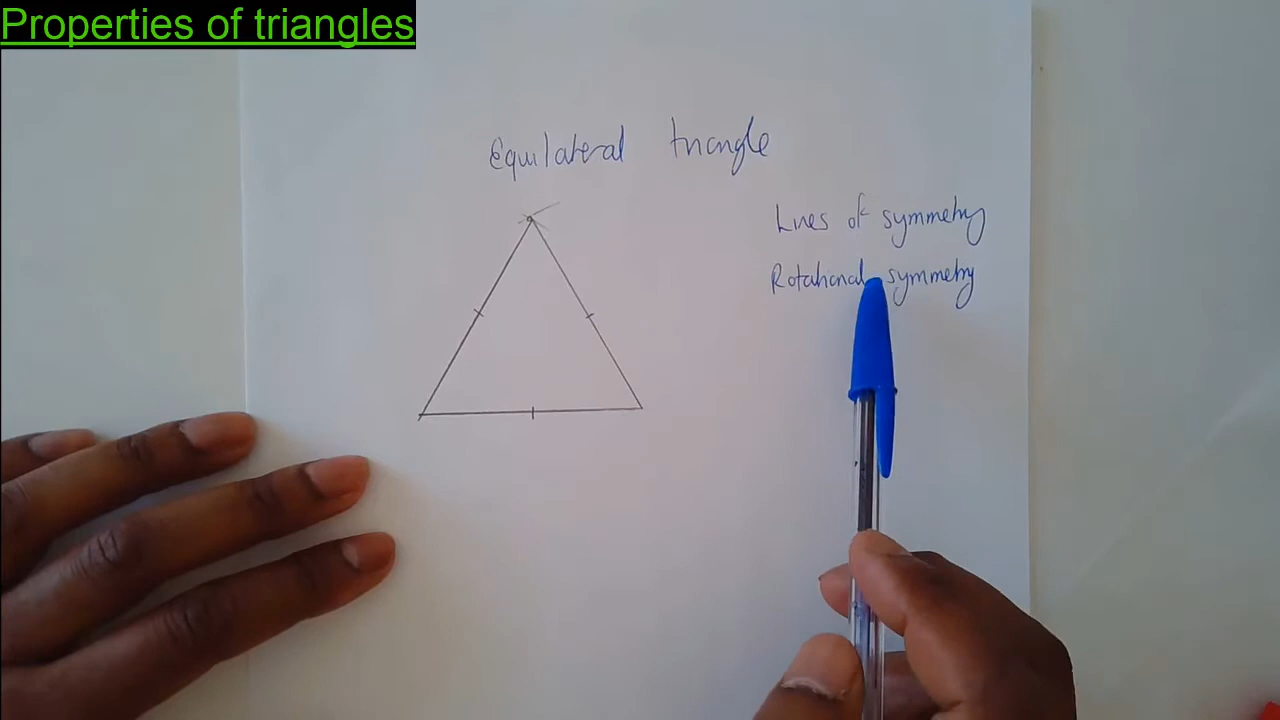 Properties of triangles
Equilateral triangle
Lines of symmetry
Rotational symmetry